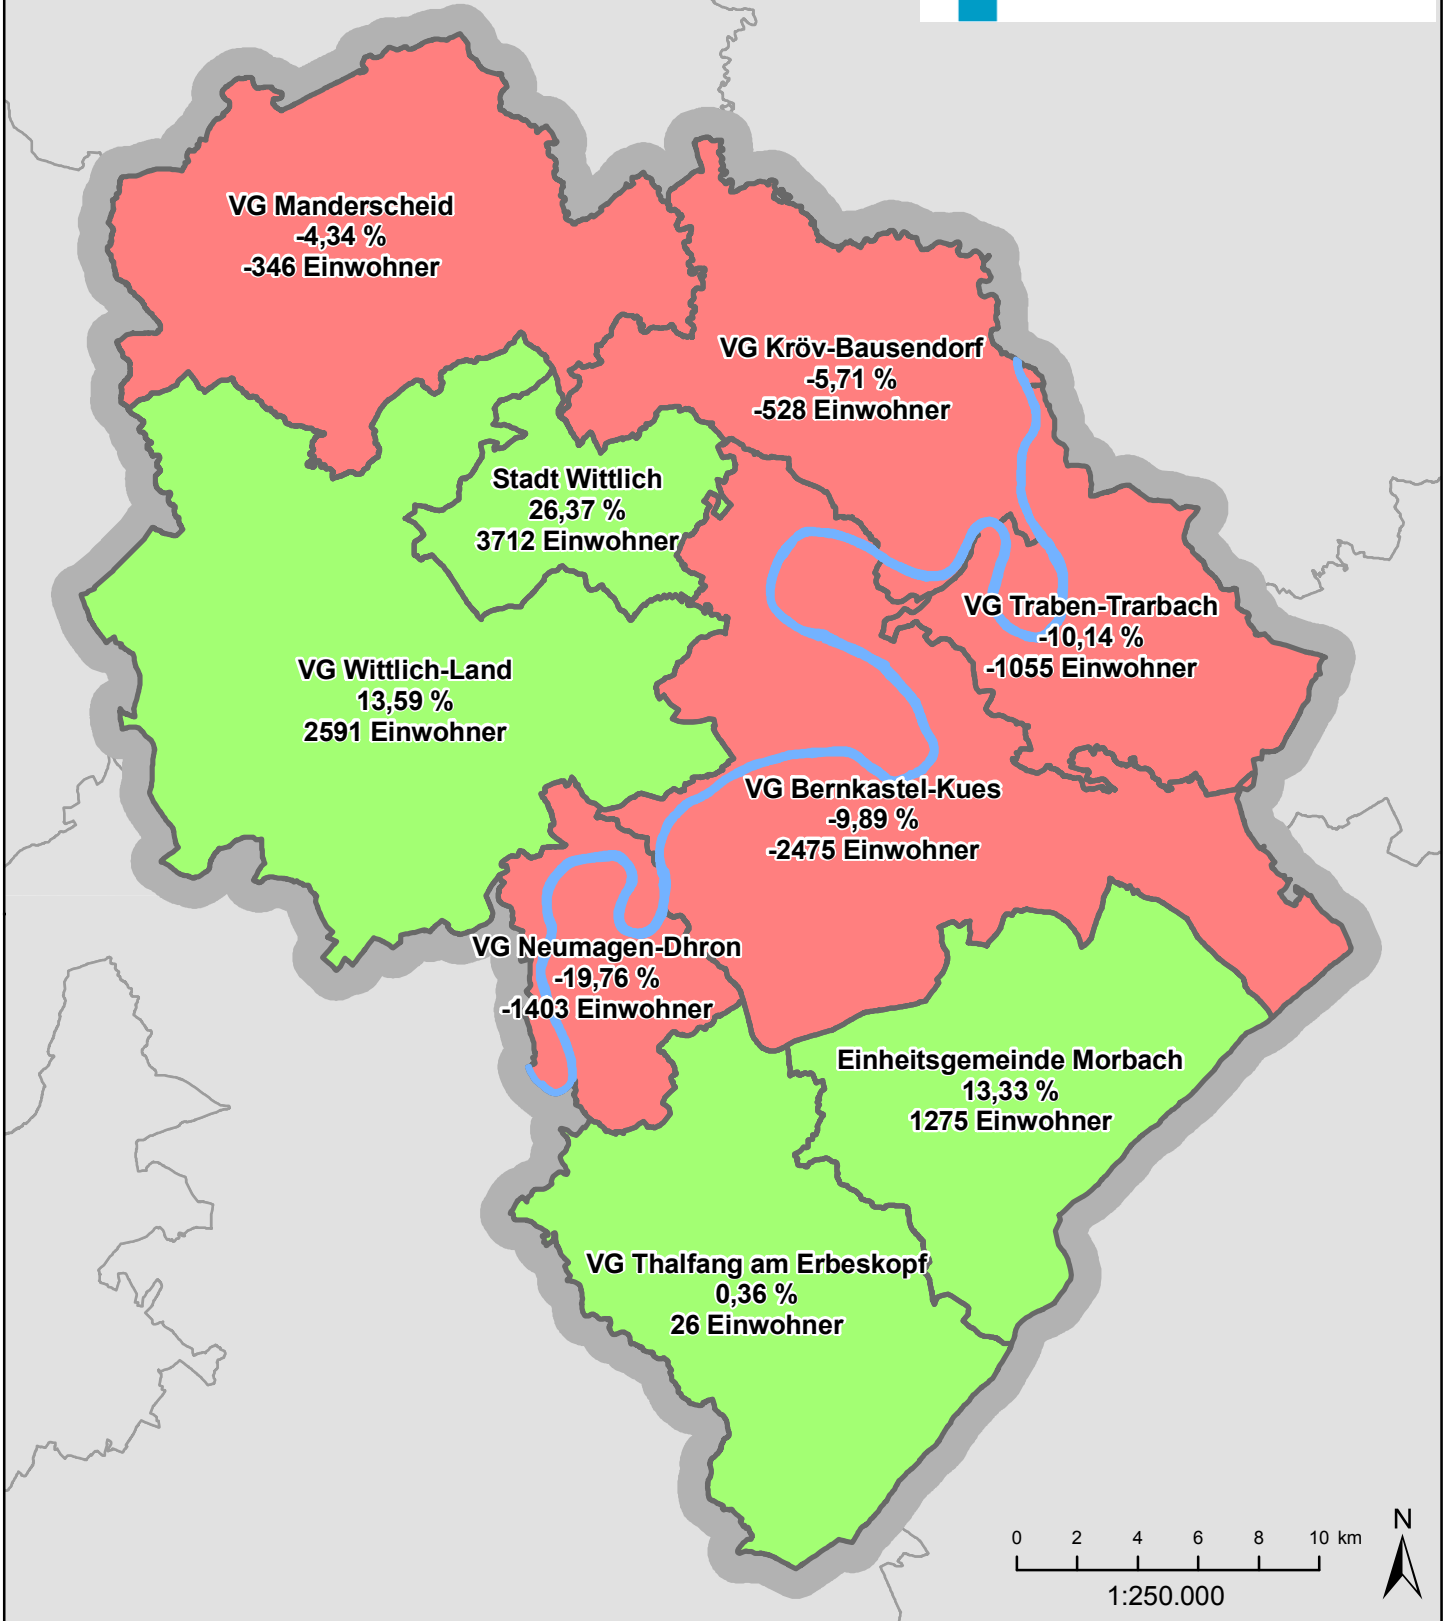 VG Manderscheid
-4,34 %
-346 Einwohner
VG Kröv-Bausendorf
-5,71 %
-528 Einwohner
Stadt Wittlich
26,37 %
3712 Einwohner
VG Traben-Trarbach
-10,14 %
-1055 Einwohner
VG Wittlich-Land
13,59 %
2591 Einwohner
VG Bernkastel-Kues
-9,89 %
-2475 Einwohner
VG Neumagen-Dhron
-19,76 %
-1403 Einwohner
Einheitsgemeinde Morbach
13,33 %
1275 Einwohner
VG Thalfang am Erbeskopf
0,36 %
26 Einwohner
N
0 2 4 6 8 10 km
1:250.000